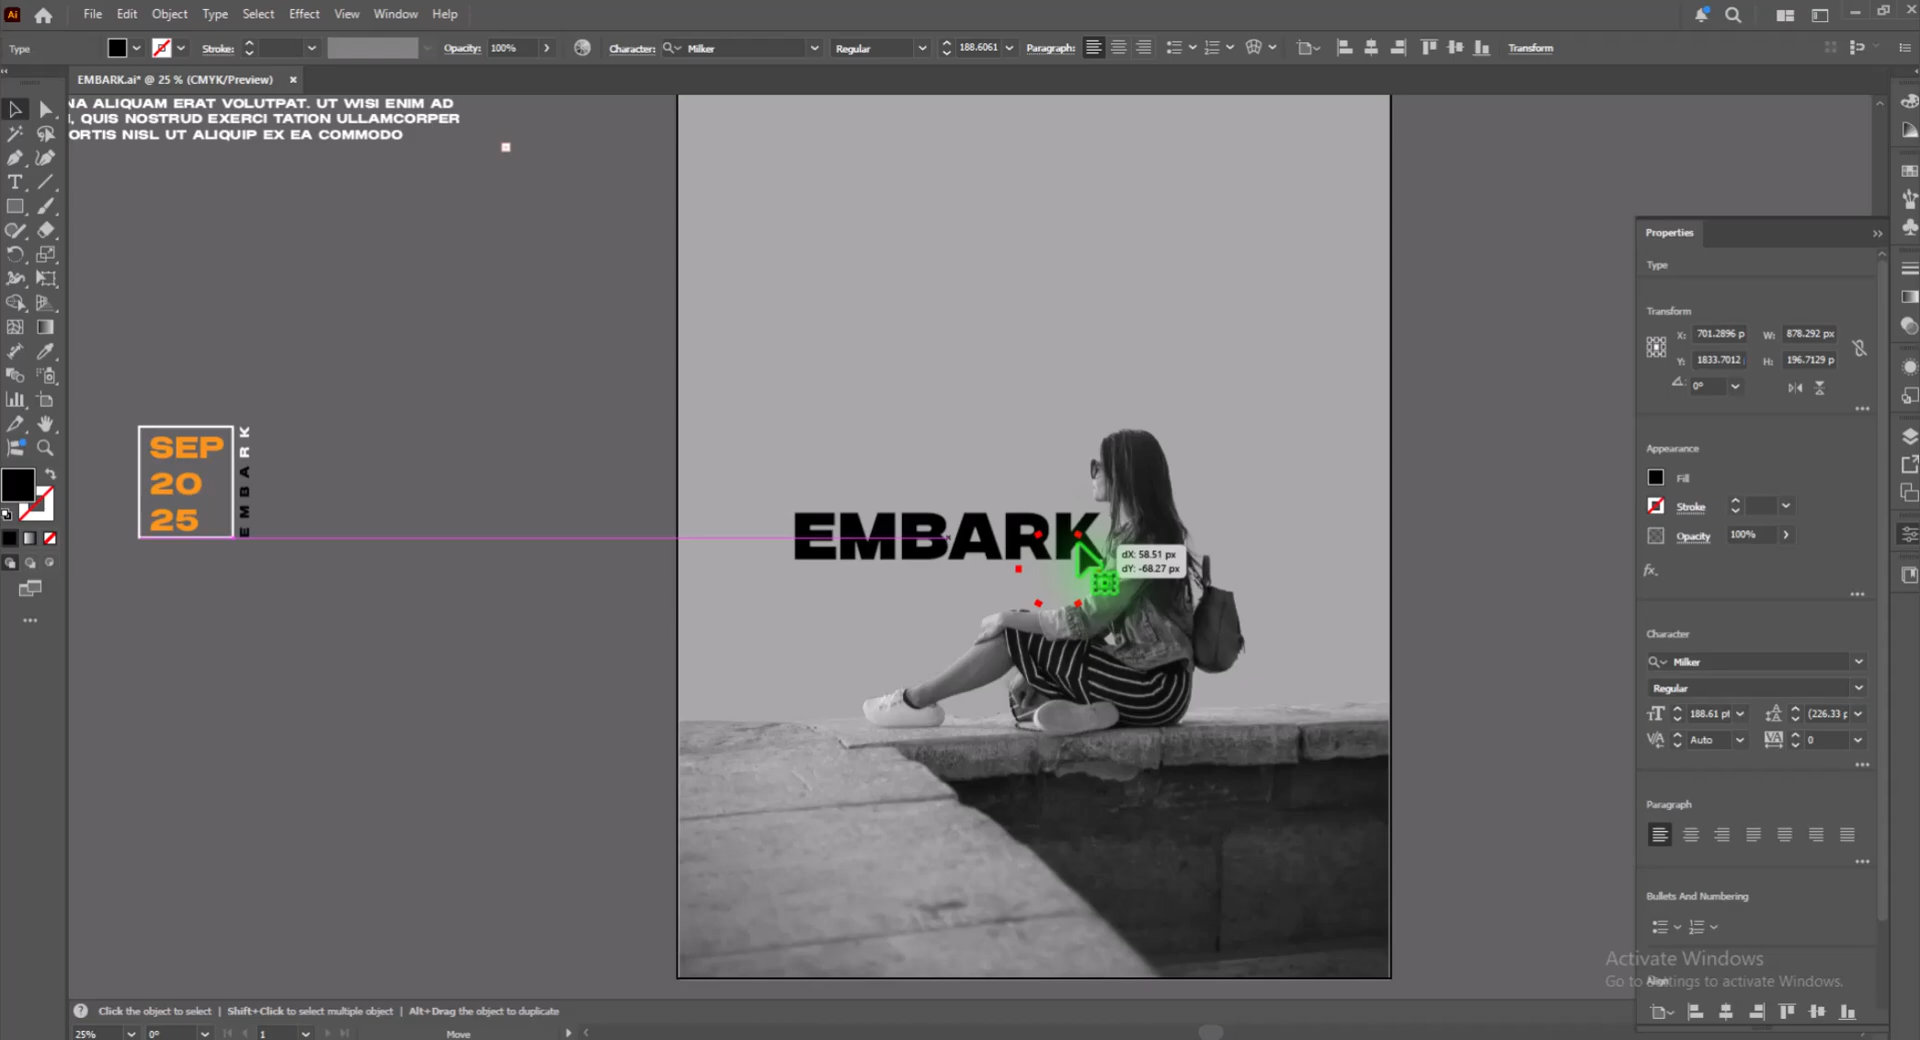 Ai File Edit Object Type Select Effect View Window Help
Type Stroke: Opacity: 100% Character: Milker Regular 188.6061 Paragraph: Transform
EMBARK.ai* @ 25 % (CMYK/Preview) ×
NA ALIQUAM ERAT VOLUTPAT. UT WISI ENIM AD
, QUIS NOSTRUD EXERCI TATION ULLAMCORPER
ORTIS NISL UT ALIQUIP EX EA COMMODO
SEP
20
25
EMBARK
EMBARK
dX: 58.51 px
dY: -68.27 px
Properties
Type
Transform
X: 701.2896 p W: 878.292 px
Y: 1833.7012 H: 196.7129 p
0°
Appearance
Fill
Stroke
Opacity 100%
fx.
Character
Milker
Regular
188.61 pt (226.33 p
Auto 0
Paragraph
Bullets And Numbering
Activate Windows
Go to Settings to activate Windows.
Align
Click the object to select | Shift+Click to select multiple object | Alt+Drag the object to duplicate
25% 0° 1 Move